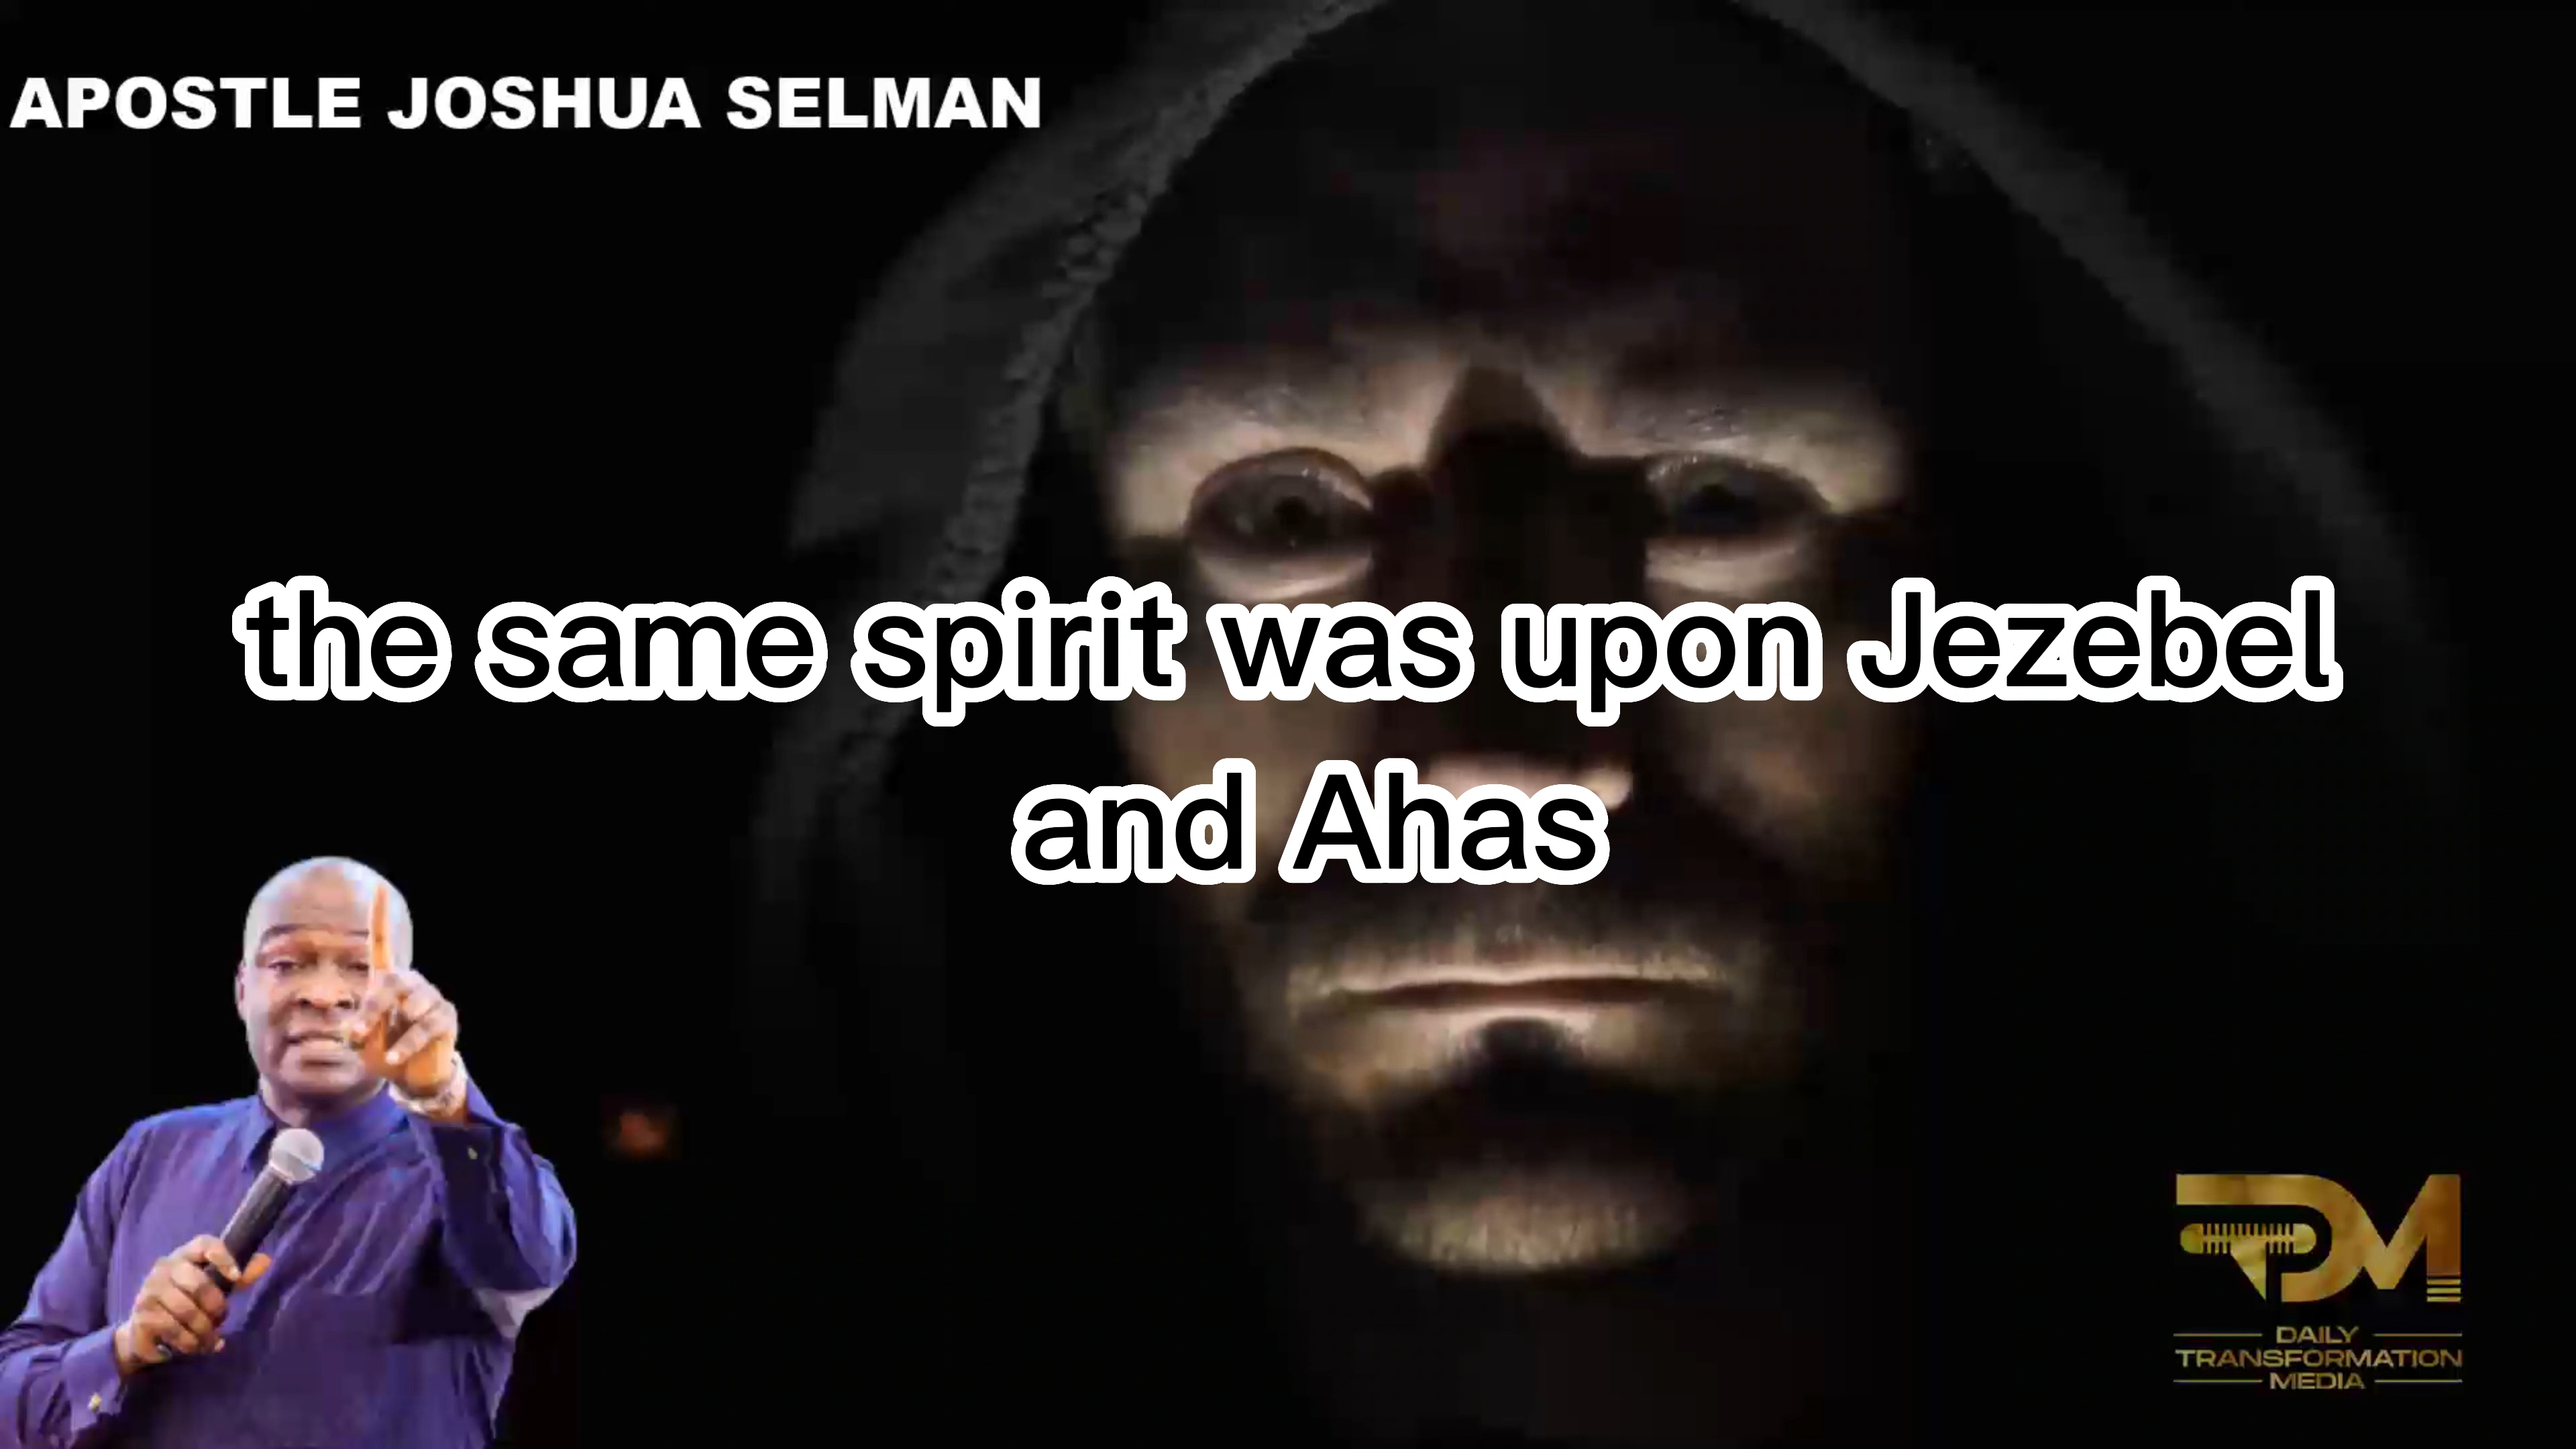 APOSTLE JOSHUA SELMAN
the same spirit was upon Jezebel
and Ahas
DAILY
TRANSFORMATION
MEDIA